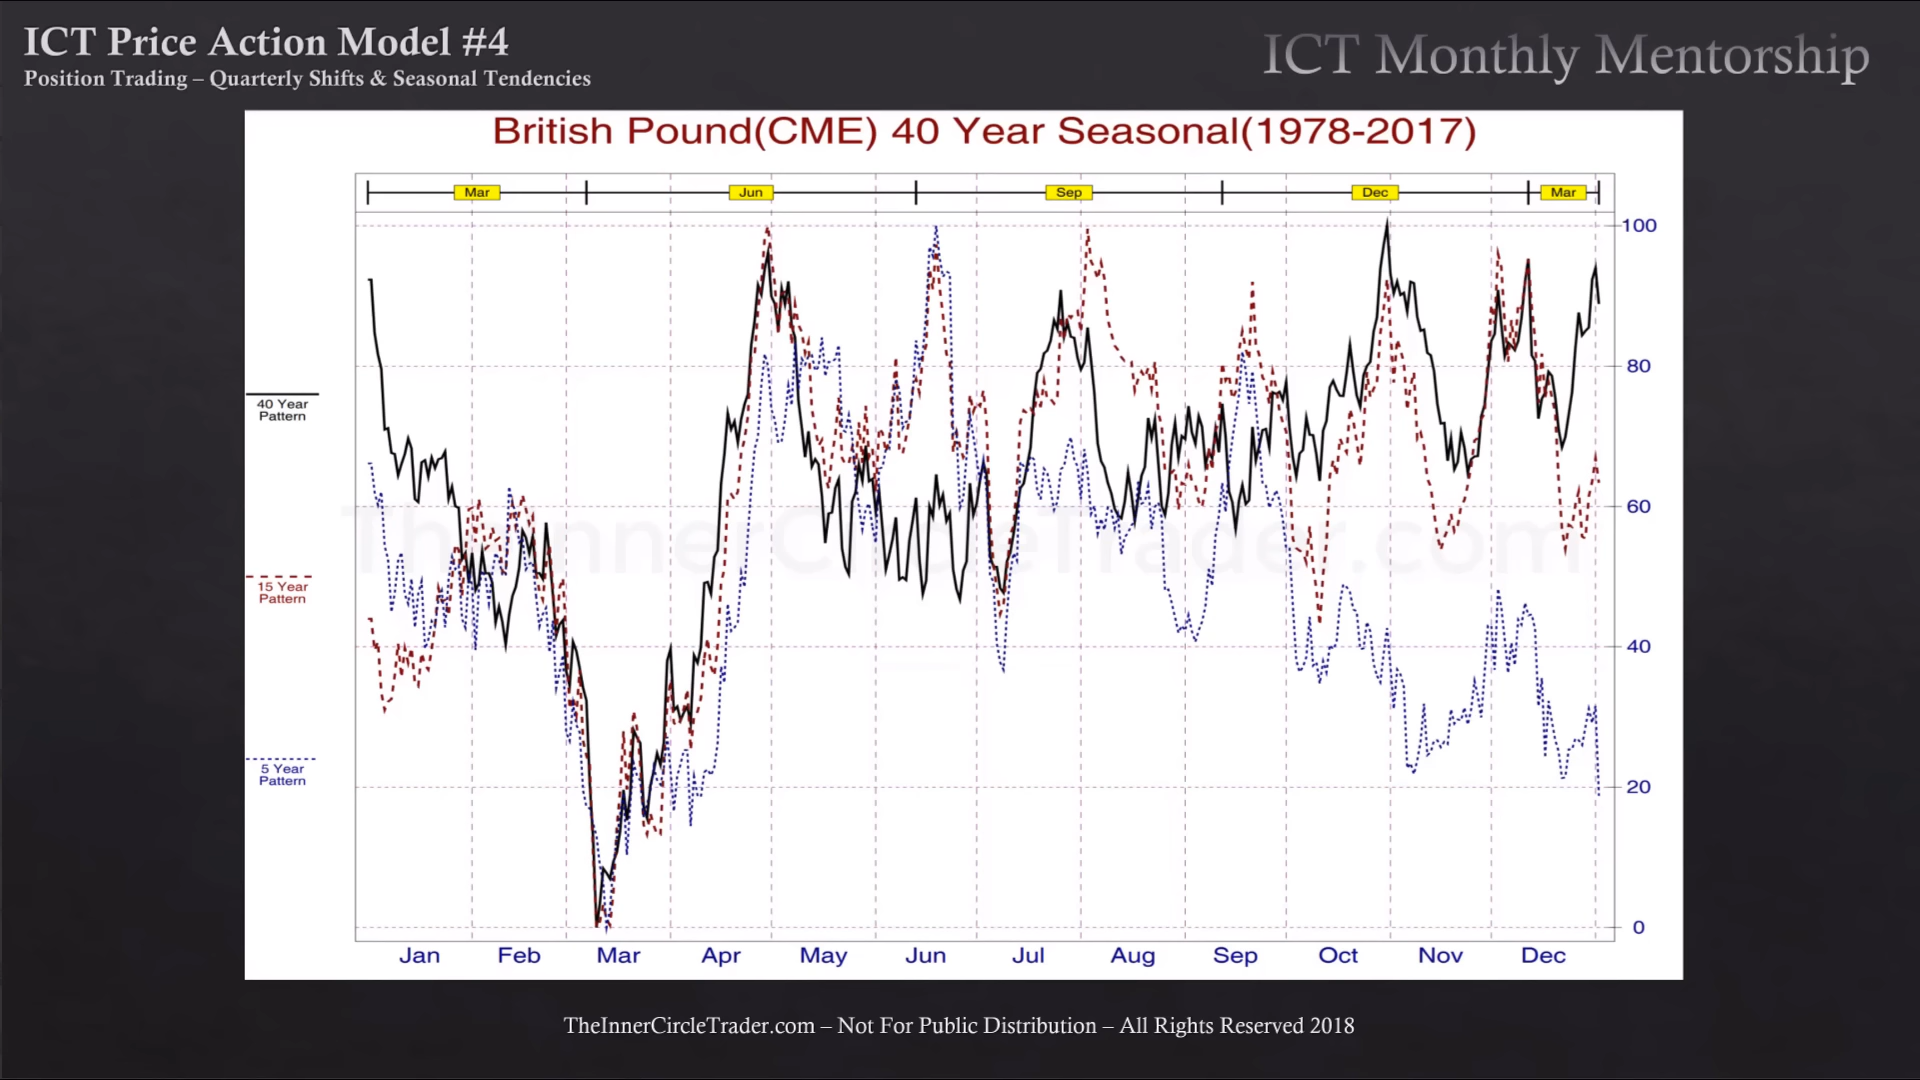 ICT Price Action Model #4
Position Trading – Quarterly Shifts & Seasonal Tendencies
ICT Monthly Mentorship
British Pound(CME) 40 Year Seasonal(1978-2017)
Mar Jun Sep Dec Mar
100
80
60
40
20
0
40 Year
Pattern
15 Year
Pattern
5 Year
Pattern
TheInnerCircleTrader.com
Jan Feb Mar Apr May Jun Jul Aug Sep Oct Nov Dec
TheInnerCircleTrader.com – Not For Public Distribution – All Rights Reserved 2018